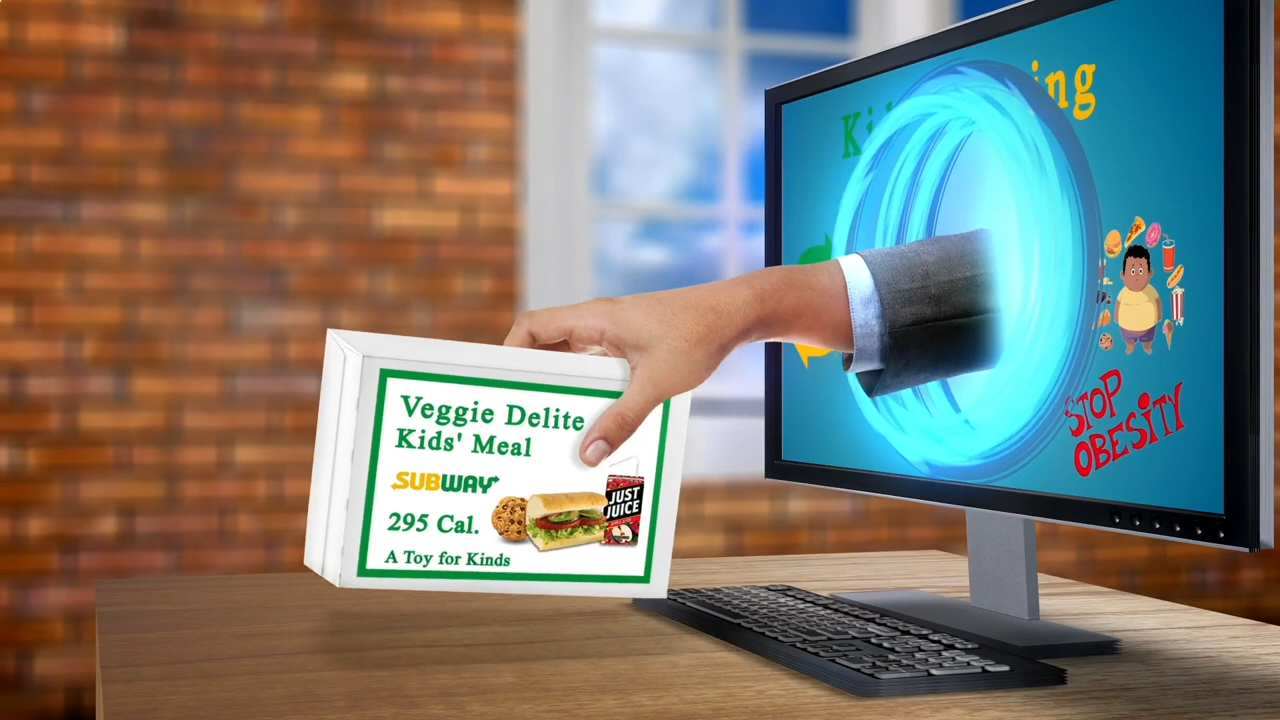 Veggie Delite
Kids' Meal
SUBWAY
295 Cal.
A Toy for Kinds
JUST
JUICE
STOP
OBESITY